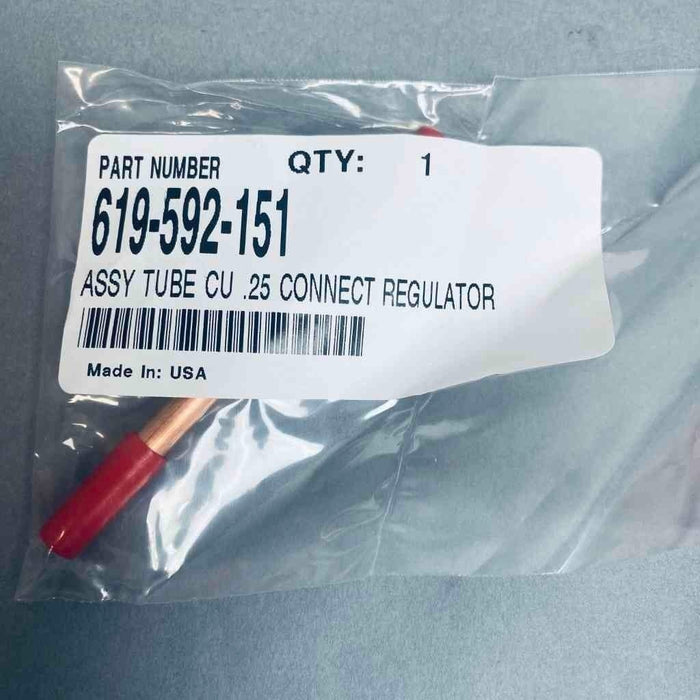 PART NUMBER QTY: 1
619-592-151
ASSY TUBE CU .25 CONNECT REGULATOR
Made In: USA